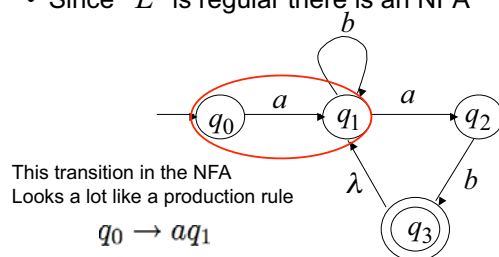 • Since L is regular there is an NFA
b
a
a
q₀
q₁
q₂
This transition in the NFA
Looks a lot like a production rule
λ
b
q₀ → aq₁
q₃